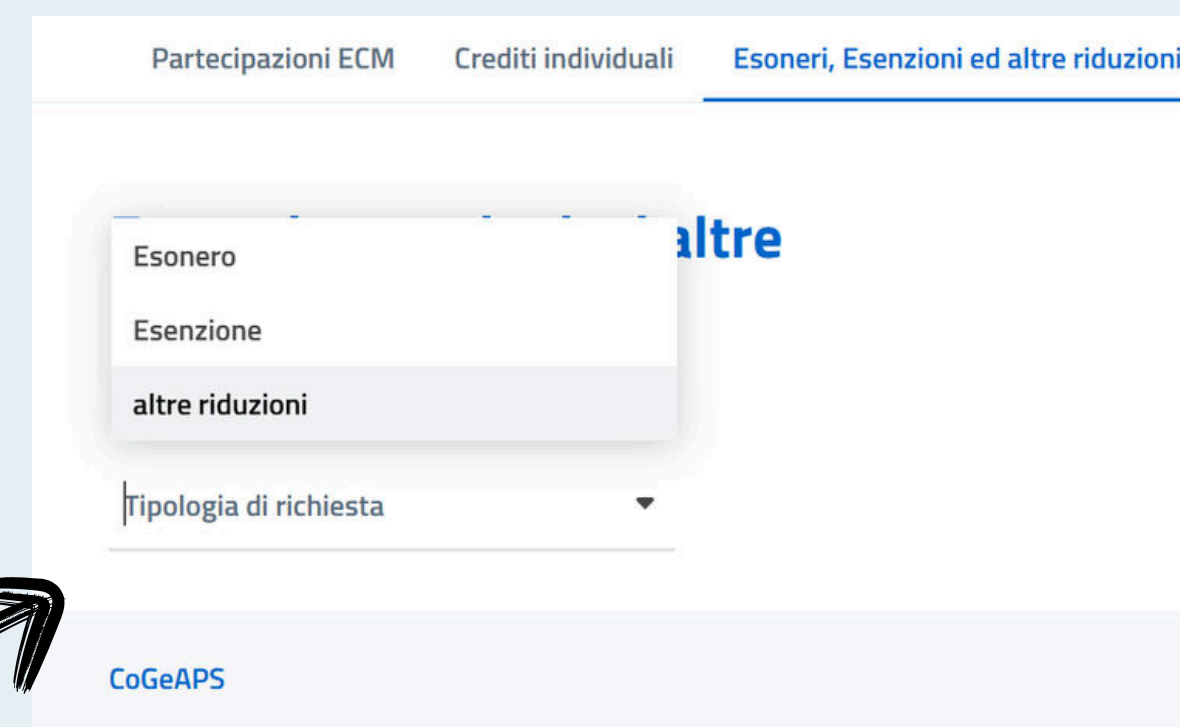 Partecipazioni ECM Crediti individuali Esoneri, Esenzioni ed altre riduzioni
altre
Esonero
Esenzione
altre riduzioni
Tipologia di richiesta
CoGeAPS